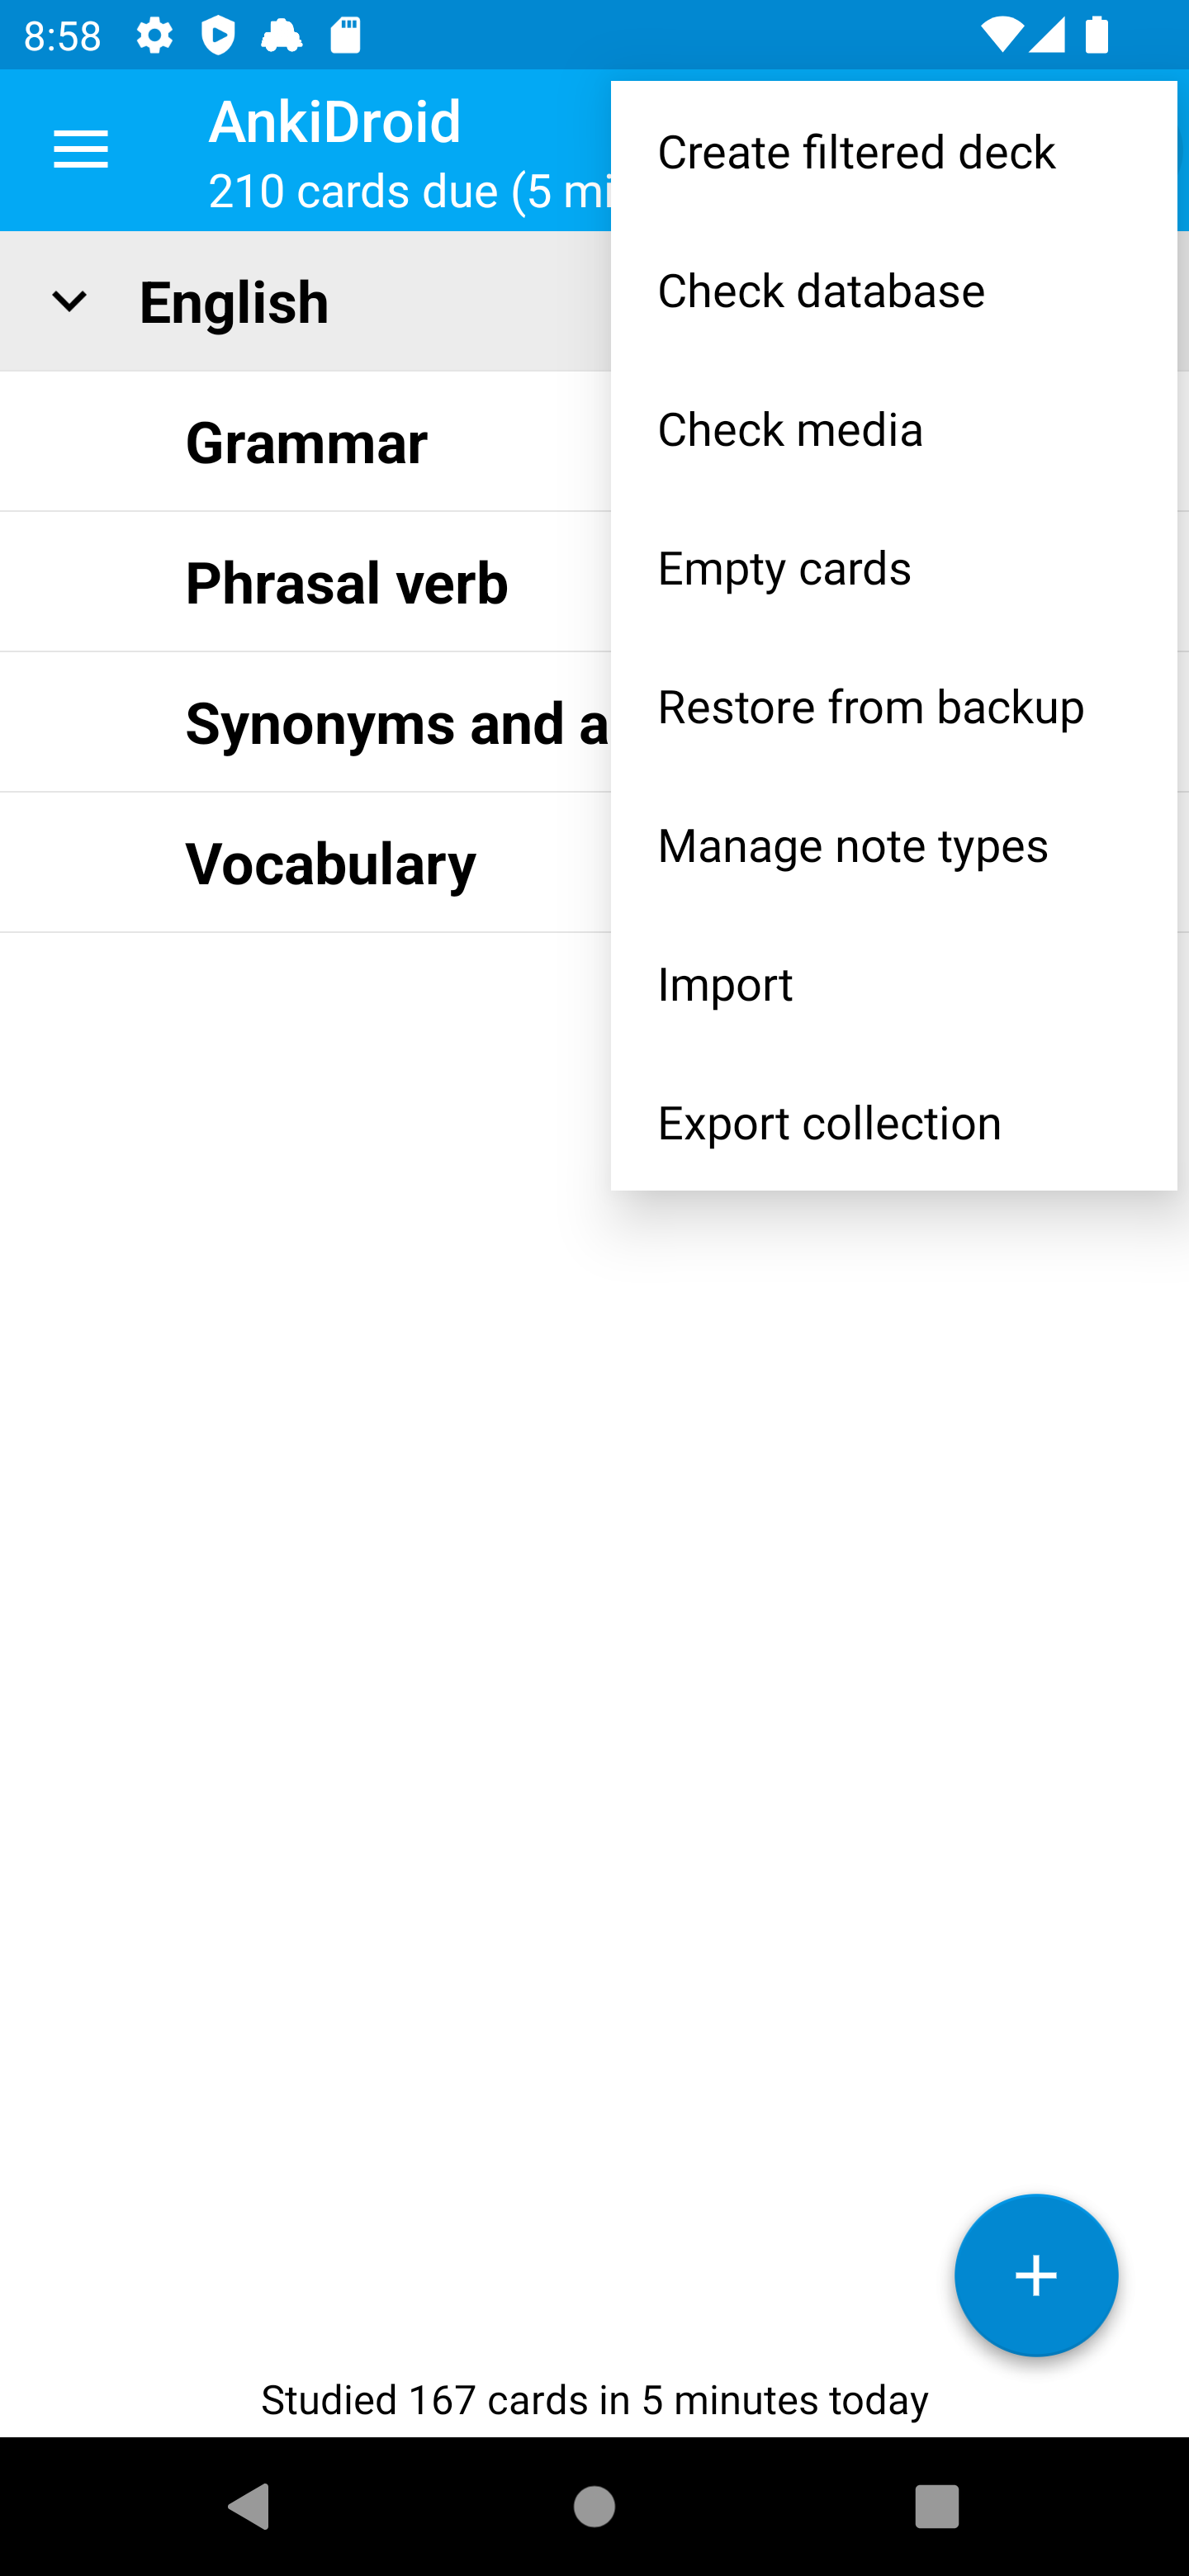 8:58
AnkiDroid
210 cards due (5 mi
Create filtered deck
Check database
Check media
Empty cards
Restore from backup
Manage note types
Import
Export collection
English
Grammar
Phrasal verb
Synonyms and a
Vocabulary
Studied 167 cards in 5 minutes today